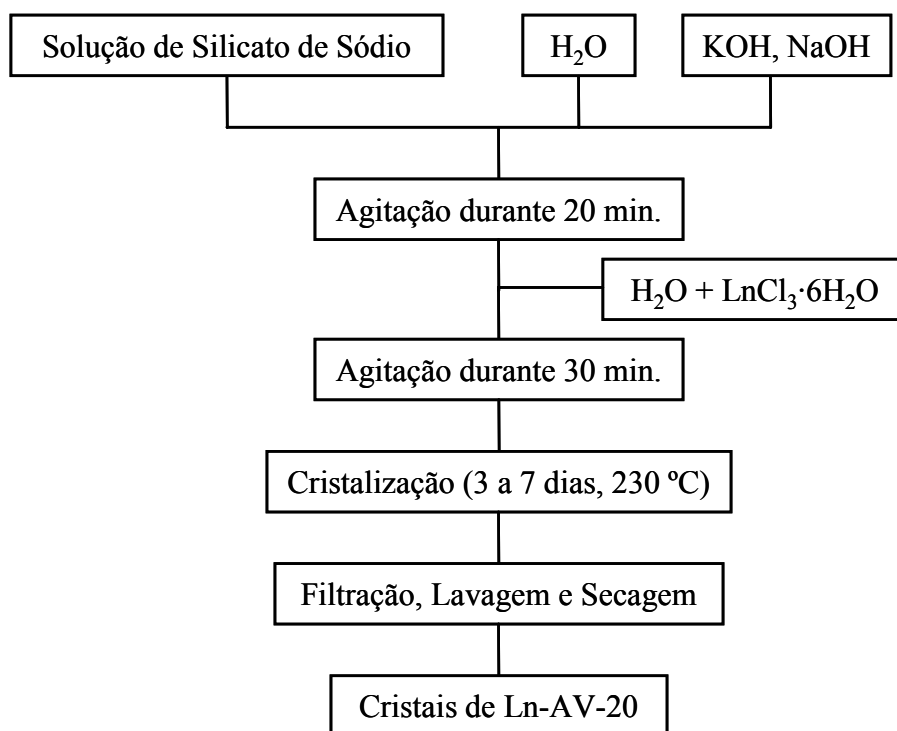 Solução de Silicato de Sódio
H₂O
KOH, NaOH
Agitação durante 20 min.
H₂O + LnCl₃·6H₂O
Agitação durante 30 min.
Cristalização (3 a 7 dias, 230 ºC)
Filtração, Lavagem e Secagem
Cristais de Ln-AV-20